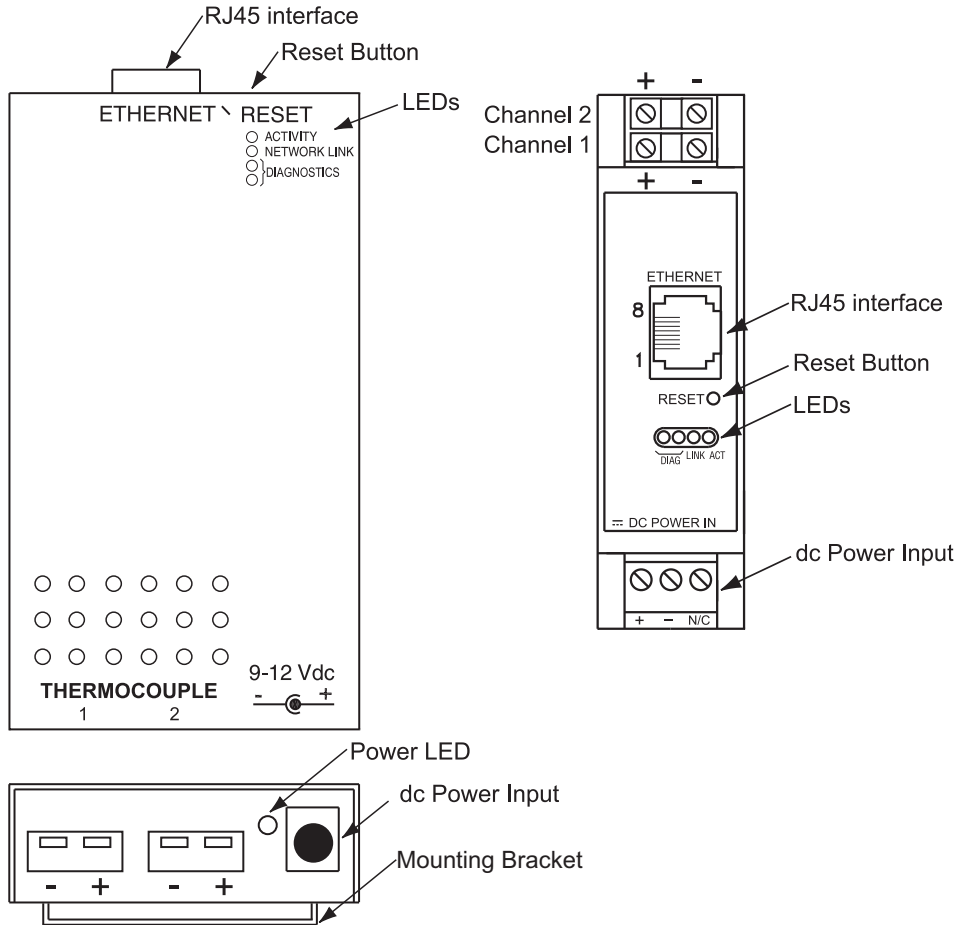 RJ45 interface
Reset Button
ETHERNET RESET
LEDs
ACTIVITY
NETWORK LINK
DIAGNOSTICS
THERMOCOUPLE
1 2
9-12 Vdc
- +
Power LED
dc Power Input
Mounting Bracket
- + - +
+ -
Channel 2
Channel 1
+ -
ETHERNET
8
1
RJ45 interface
RESET
Reset Button
LEDs
DIAG LINK ACT
DC POWER IN
dc Power Input
+ - N/C